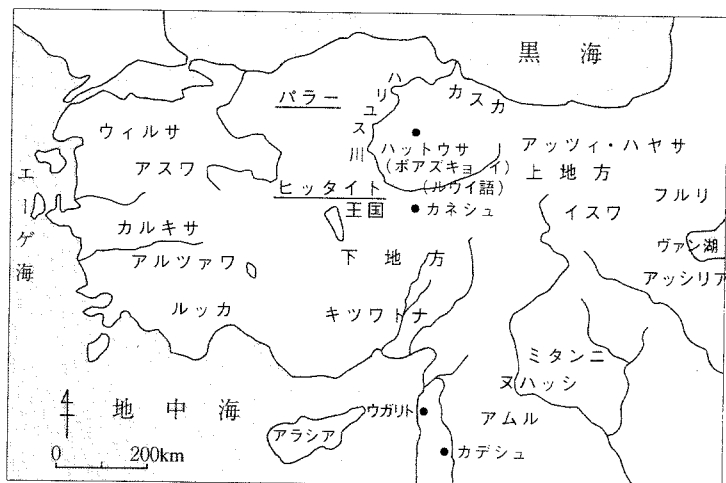 黒海
パラー
ハリュス川
カスカ
ウィルサ
アスワ
ハットウサ
(ボアズキョイ)
アッツィ・ハヤサ
上地方
エーゲ海
ヒッタイト
王国
(ルウイ語)
カネシュ
イスワ
フルリ
カルキサ
ヴァン湖
アルツァワ
下地方
アッシリア
ルッカ
キツワトナ
ミタンニ
ヌハッシ
地中海
ウガリト
アムル
アラシア
カデシュ
0 200km